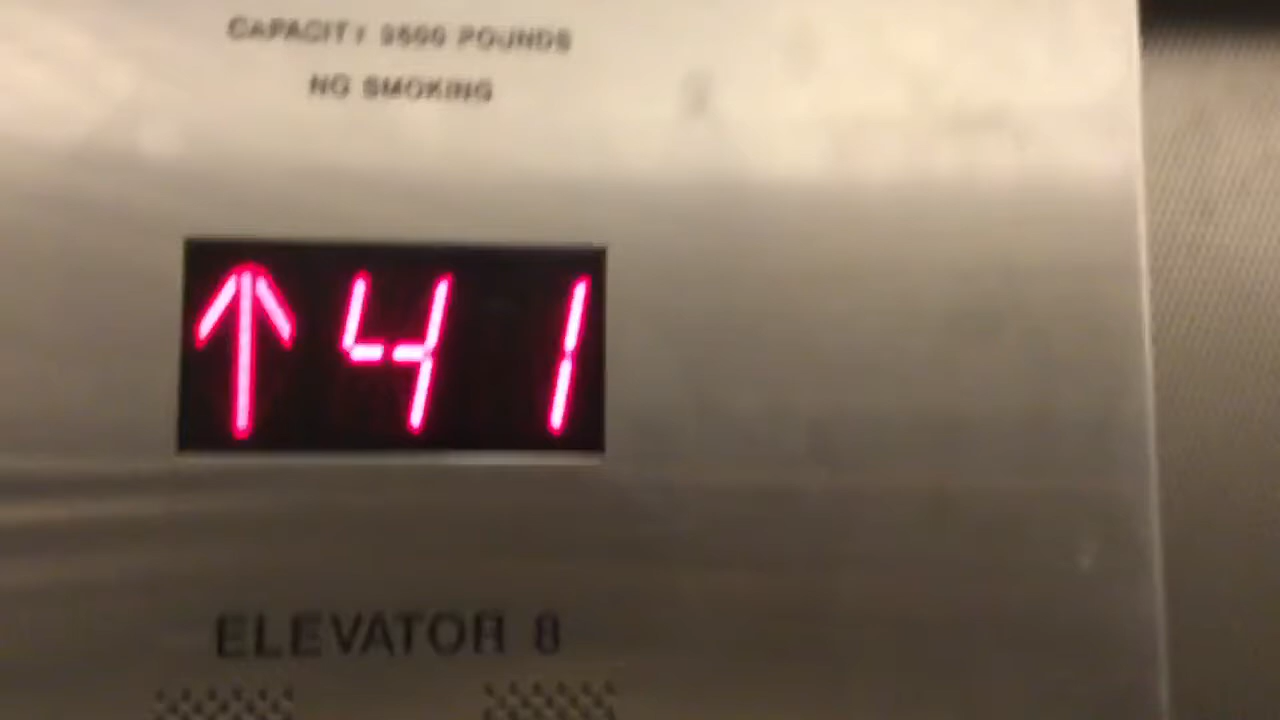 CAPACITY 3500 POUNDS
NO SMOKING
↑41
ELEVATOR 8